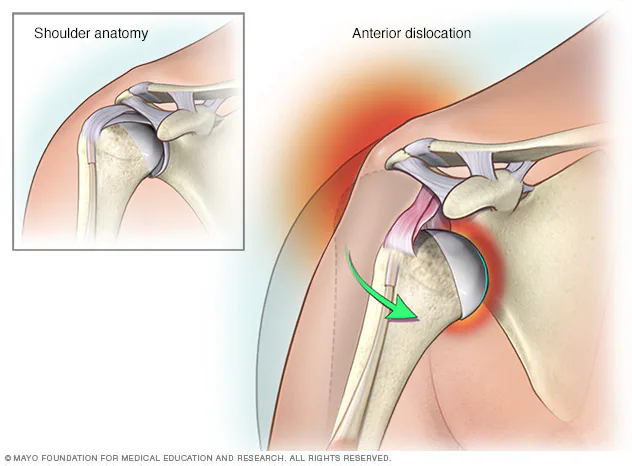 Shoulder anatomy
Anterior dislocation
© MAYO FOUNDATION FOR MEDICAL EDUCATION AND RESEARCH. ALL RIGHTS RESERVED.